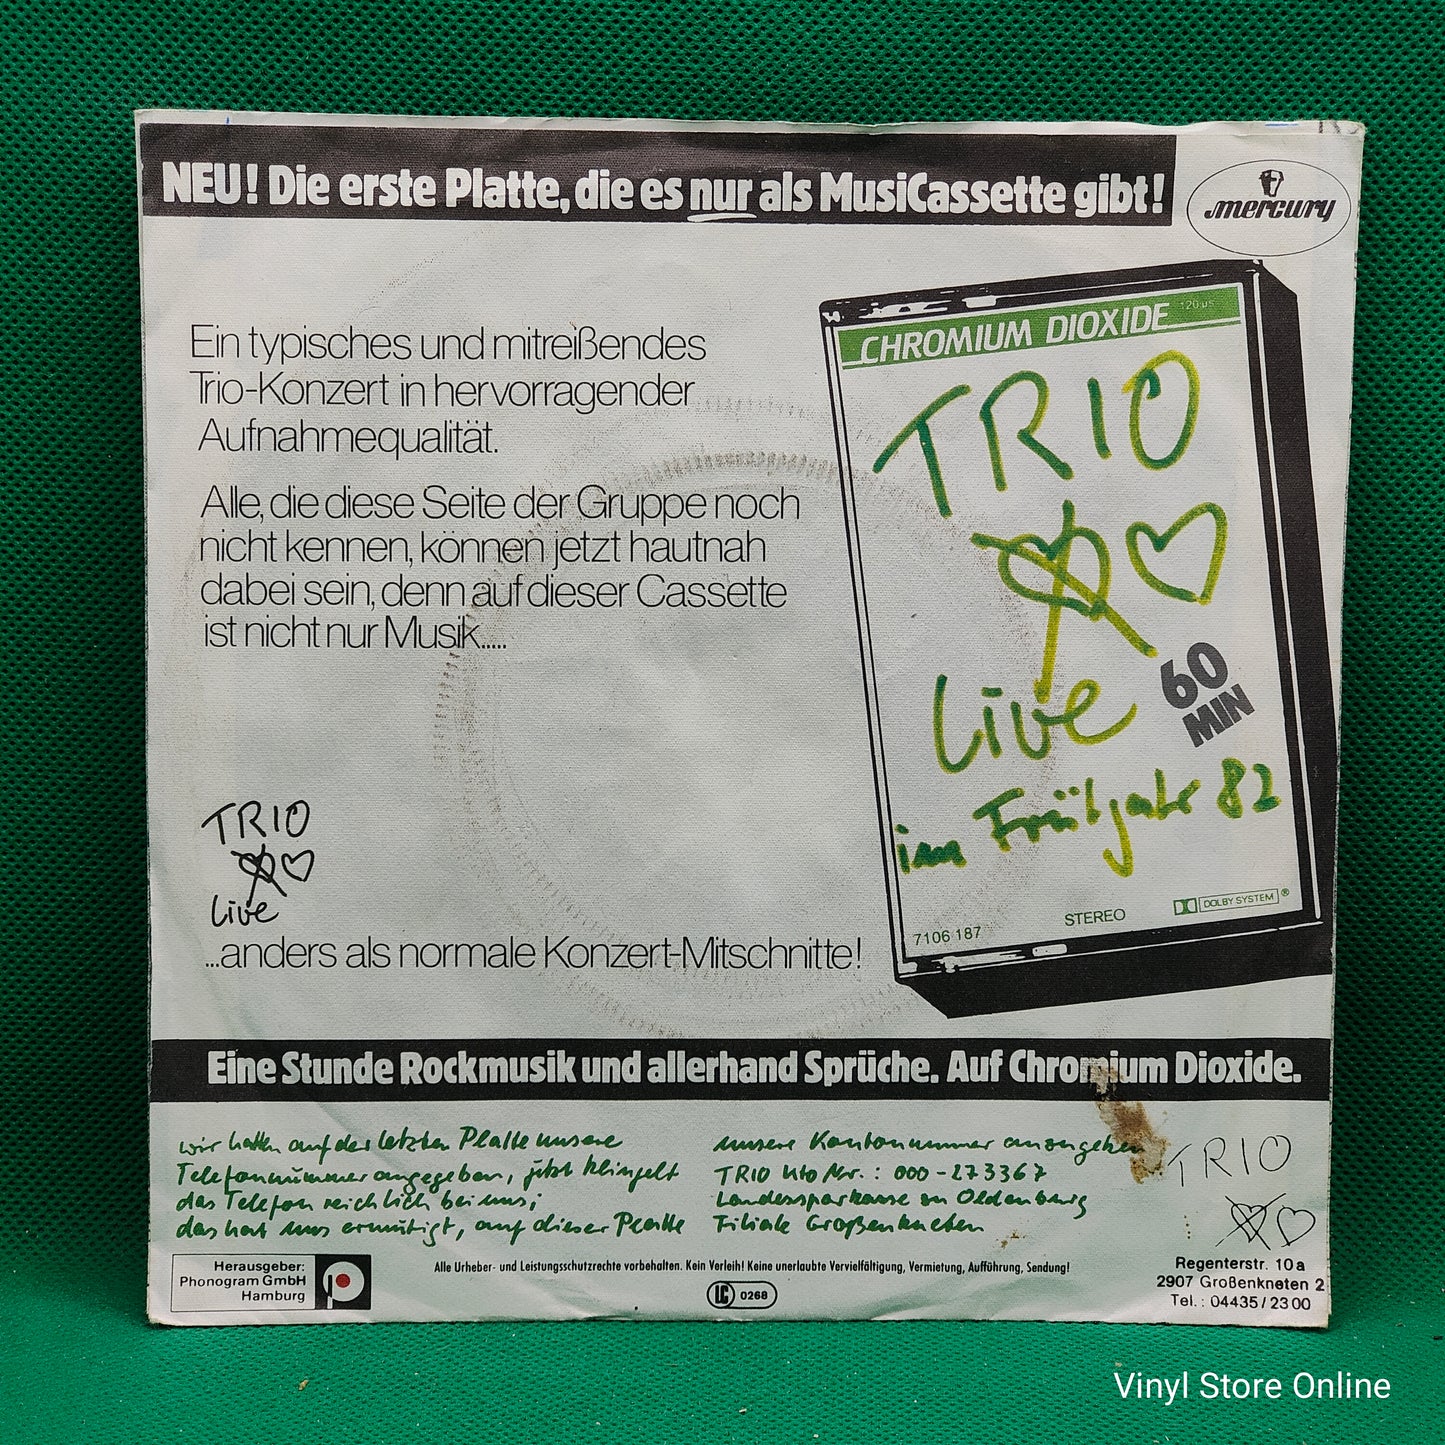 NEU! Die erste Platte, die es nur als MusiCassette gibt!
mercury
Ein typisches und mitreißendes
Trio-Konzert in hervorragender
Aufnahmequalität.
Alle, die diese Seite der Gruppe noch
nicht kennen, können jetzt hautnah
dabei sein, denn auf dieser Cassette
ist nicht nur Musik.....
CHROMIUM DIOXIDE 120 µs
TRIO
Live
60
MIN
im Frühjahr 82
7106 187
STEREO
DOLBY SYSTEM ®
TRIO
Live
...anders als normale Konzert-Mitschnitte!
Eine Stunde Rockmusik und allerhand Sprüche. Auf Chromium Dioxide.
wir hatten auf der letzten Platte unsere
Telefonnummer angegeben, jetzt klingelt
das Telefon reichlich bei uns;
das hat uns ermutigt, auf dieser Platte
unsere Kontonummer anzugeben
TRIO Kto Nr.: 000-273367
Landessparkasse zu Oldenburg
Filiale Großenkneten
TRIO
Regenterstr. 10a
2907 Großenkneten 2
Tel.: 04435/2300
Herausgeber:
Phonogram GmbH
Hamburg
Alle Urheber- und Leistungsschutzrechte vorbehalten. Kein Verleih! Keine unerlaubte Vervielfältigung, Vermietung, Aufführung, Sendung!
LC 0268
Vinyl Store Online